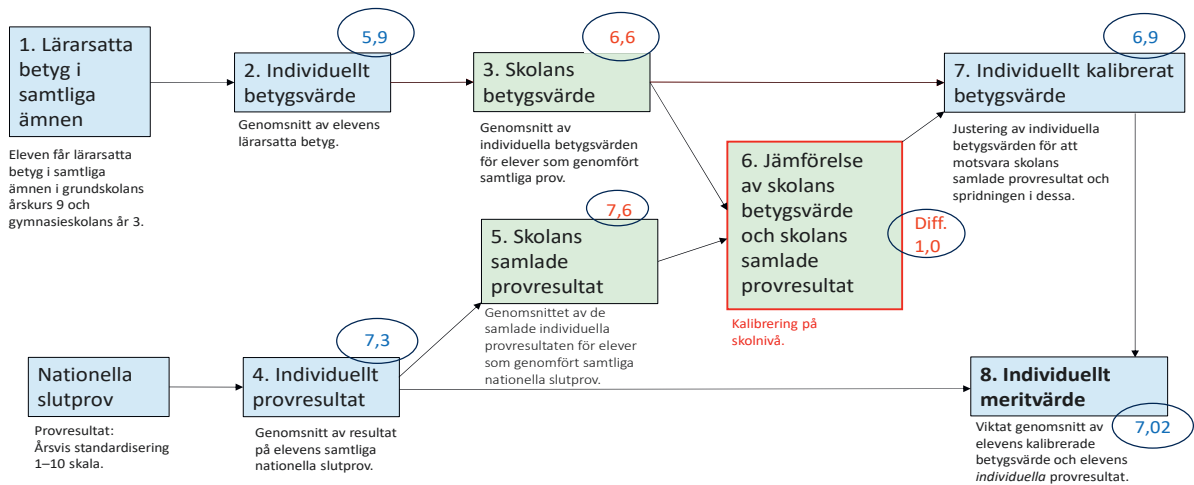 1. Lärarsatta
betyg i
samtliga
ämnen
Eleven får lärarsatta
betyg i samtliga
ämnen i grundskolans
årskurs 9 och
gymnasieskolans år 3.
5,9
2. Individuellt
betygsvärde
Genomsnitt av elevens
lärarsatta betyg.
6,6
3. Skolans
betygsvärde
Genomsnitt av
individuella betygsvärden
för elever som genomfört
samtliga prov.
Nationella
slutprov
Provresultat:
Årsvis standardisering
1–10 skala.
7,3
4. Individuellt
provresultat
Genomsnitt av resultat
på elevens samtliga
nationella slutprov.
7,6
5. Skolans
samlade
provresultat
Genomsnittet av de
samlade individuella
provresultaten för elever
som genomfört samtliga
nationella slutprov.
6. Jämförelse
av skolans
betygsvärde
och skolans
samlade
provresultat
Diff.
1,0
Kalibrering på
skolnivå.
6,9
7. Individuellt kalibrerat
betygsvärde
Justering av individuella
betygsvärden för att
motsvara skolans
samlade provresultat och
spridningen i dessa.
8. Individuellt
meritvärde
7,02
Viktat genomsnitt av
elevens kalibrerade
betygsvärde och elevens
individuella provresultat.